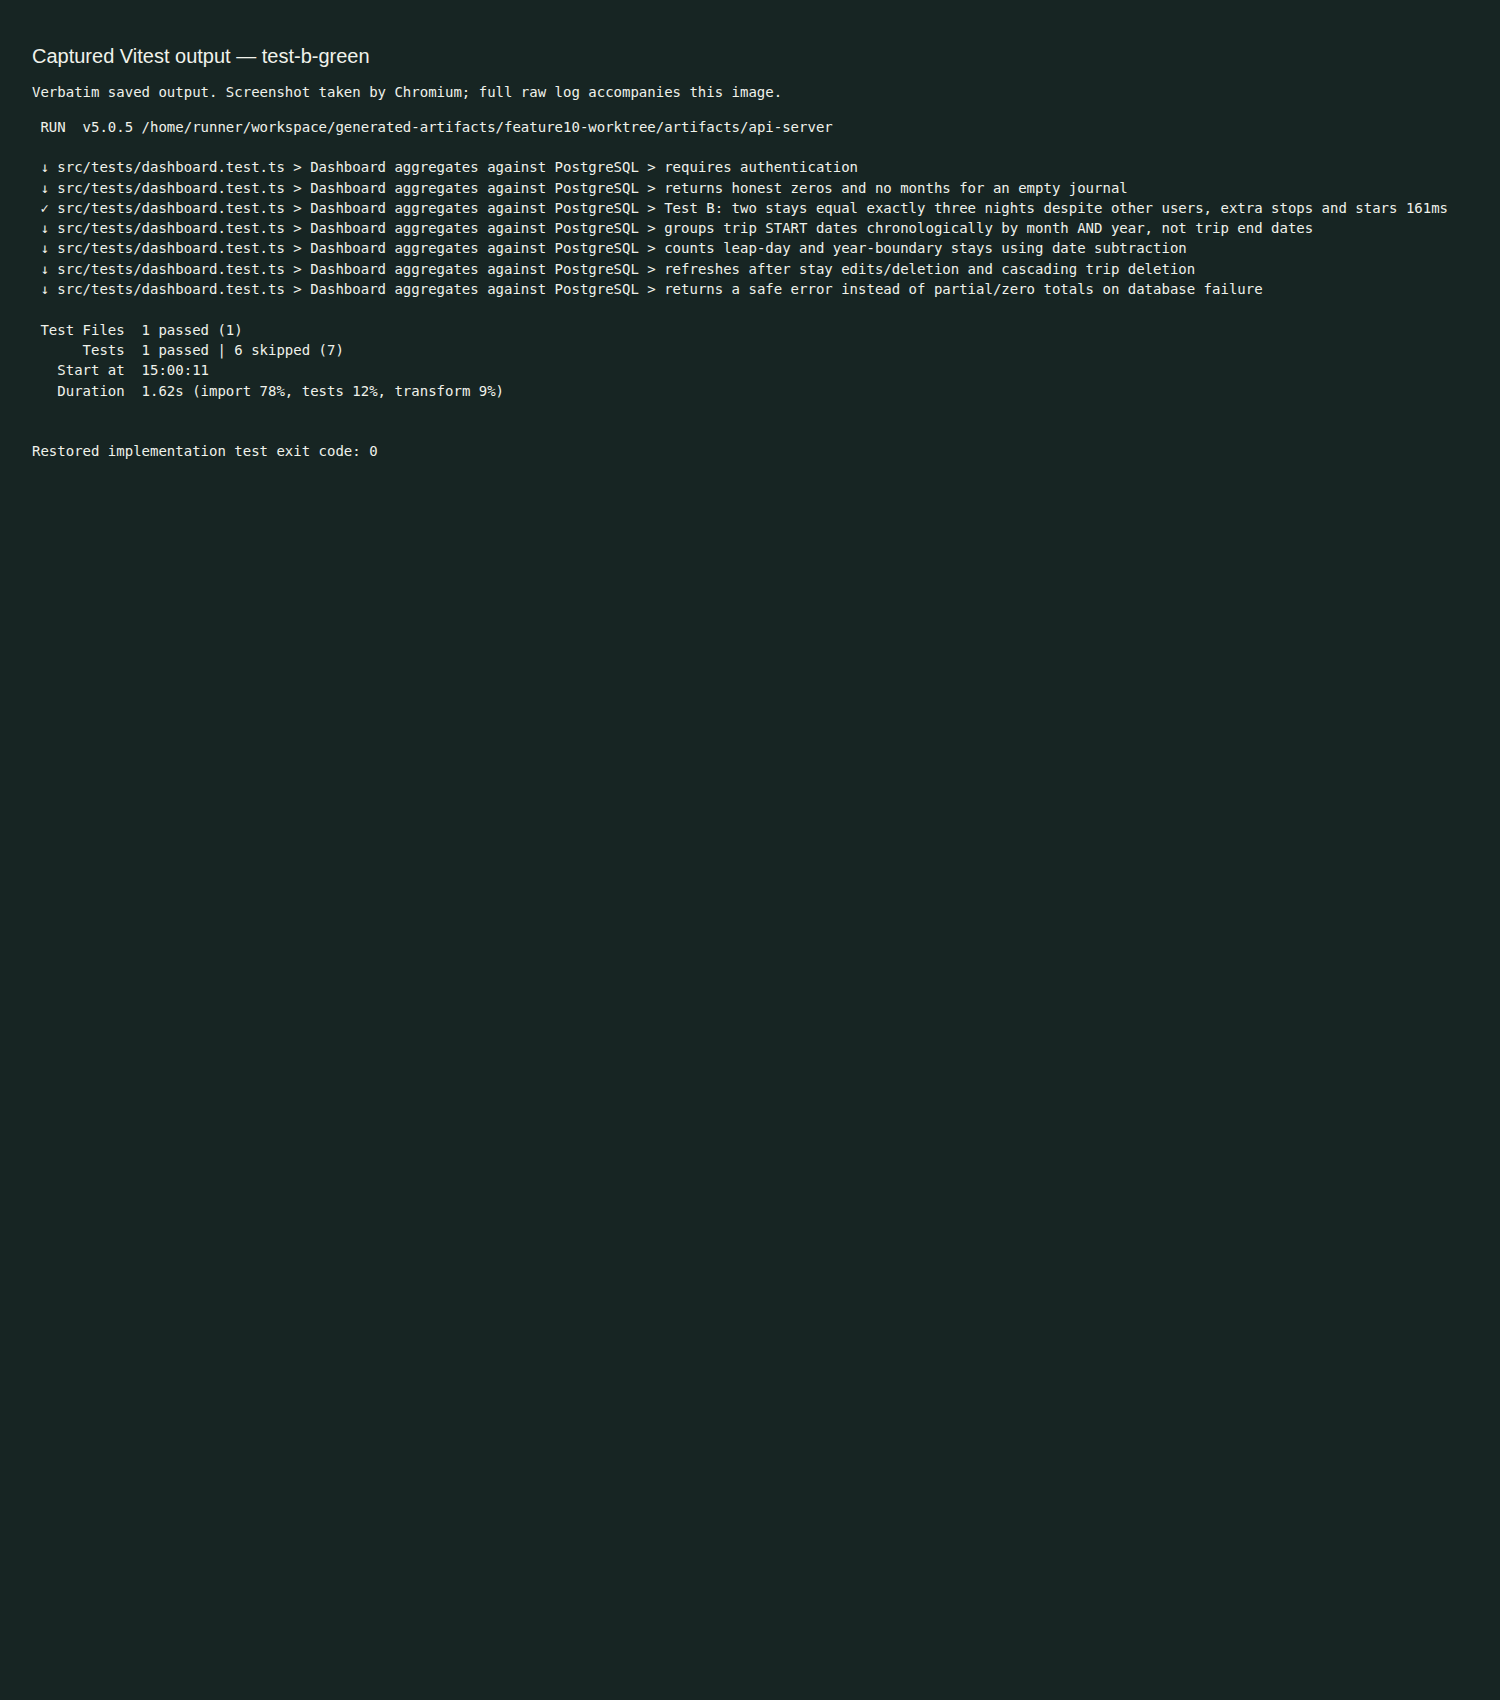 Captured Vitest output — test-b-green
Verbatim saved output. Screenshot taken by Chromium; full raw log accompanies this image.
RUN  v5.0.5 /home/runner/workspace/generated-artifacts/feature10-worktree/artifacts/api-server
↓ src/tests/dashboard.test.ts > Dashboard aggregates against PostgreSQL > requires authentication
↓ src/tests/dashboard.test.ts > Dashboard aggregates against PostgreSQL > returns honest zeros and no months for an empty journal
✓ src/tests/dashboard.test.ts > Dashboard aggregates against PostgreSQL > Test B: two stays equal exactly three nights despite other users, extra stops and stars 161ms
↓ src/tests/dashboard.test.ts > Dashboard aggregates against PostgreSQL > groups trip START dates chronologically by month AND year, not trip end dates
↓ src/tests/dashboard.test.ts > Dashboard aggregates against PostgreSQL > counts leap-day and year-boundary stays using date subtraction
↓ src/tests/dashboard.test.ts > Dashboard aggregates against PostgreSQL > refreshes after stay edits/deletion and cascading trip deletion
↓ src/tests/dashboard.test.ts > Dashboard aggregates against PostgreSQL > returns a safe error instead of partial/zero totals on database failure
Test Files  1 passed (1)
Tests  1 passed | 6 skipped (7)
Start at  15:00:11
Duration  1.62s (import 78%, tests 12%, transform 9%)
Restored implementation test exit code: 0